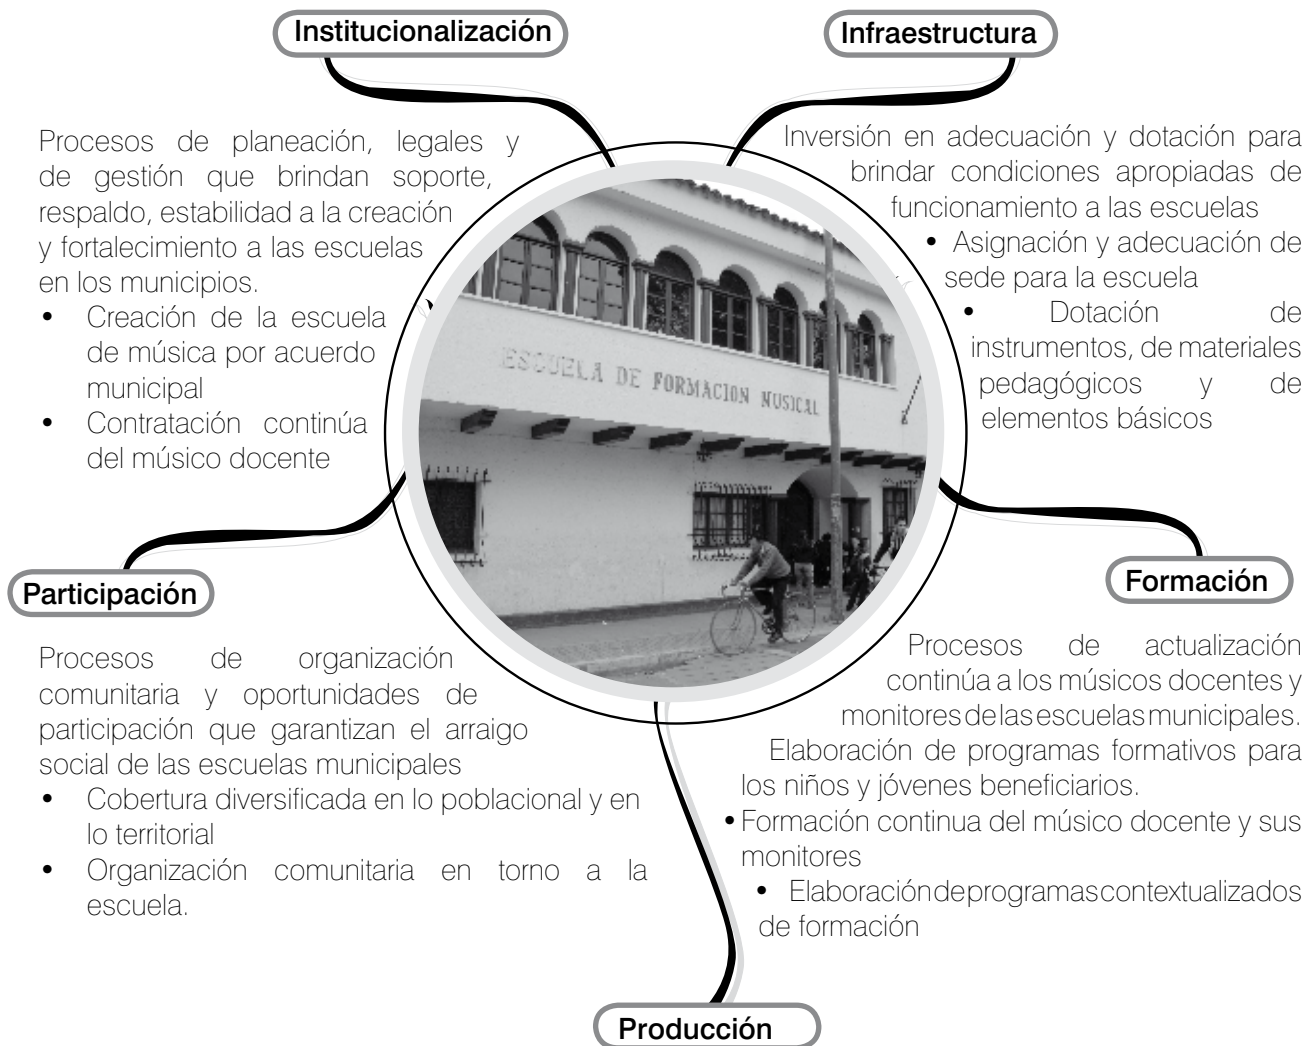 Institucionalización
Procesos de planeación, legales y
de gestión que brindan soporte,
respaldo, estabilidad a la creación
y fortalecimiento a las escuelas
en los municipios.
• Creación de la escuela
de música por acuerdo
municipal
• Contratación continúa
del músico docente
Infraestructura
Inversión en adecuación y dotación para
brindar condiciones apropiadas de
funcionamiento a las escuelas
• Asignación y adecuación de
sede para la escuela
• Dotación de
instrumentos, de materiales
pedagógicos y de
elementos básicos
ESCUELA DE FORMACION MUSICAL
Participación
Procesos de organización
comunitaria y oportunidades de
participación que garantizan el arraigo
social de las escuelas municipales
• Cobertura diversificada en lo poblacional y en
lo territorial
• Organización comunitaria en torno a la
escuela.
Formación
Procesos de actualización
continúa a los músicos docentes y
monitores de las escuelas municipales.
Elaboración de programas formativos para
los niños y jóvenes beneficiarios.
• Formación continua del músico docente y sus
monitores
• Elaboración de programas contextualizados
de formación
Producción